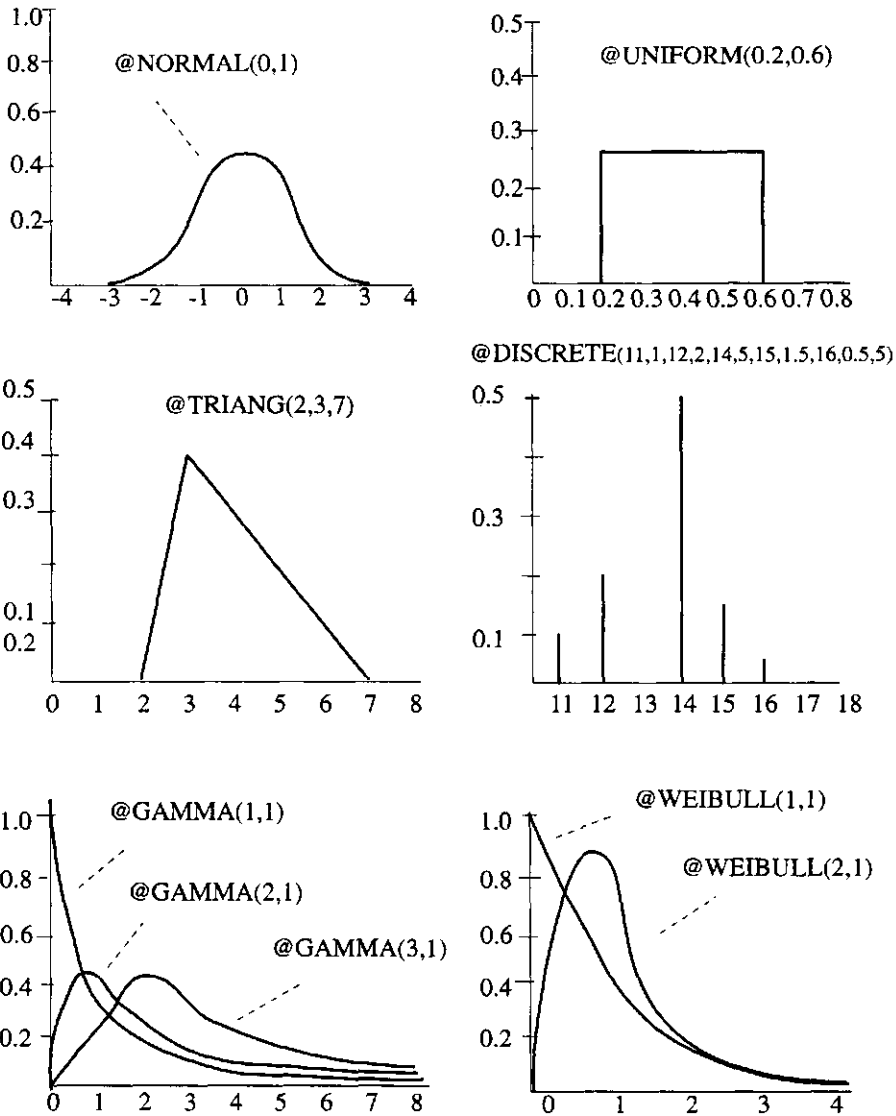 @NORMAL(0,1)
1.0
0.8
0.6
0.4
0.2
-4 -3 -2 -1 0 1 2 3 4
@UNIFORM(0.2,0.6)
0.5
0.4
0.3
0.2
0.1
0 0.1 0.2 0.3 0.4 0.5 0.6 0.7 0.8
@TRIANG(2,3,7)
0.5
0.4
0.3
0.1
0.2
0 1 2 3 4 5 6 7 8
@DISCRETE(11,1,12,2,14,5,15,1.5,16,0.5,5)
0.5
0.3
0.1
11 12 13 14 15 16 17 18
@GAMMA(1,1)
@GAMMA(2,1)
@GAMMA(3,1)
1.0
0.8
0.6
0.4
0.2
0 1 2 3 4 5 6 7 8
@WEIBULL(1,1)
@WEIBULL(2,1)
1.0
0.8
0.6
0.4
0.2
0 1 2 3 4